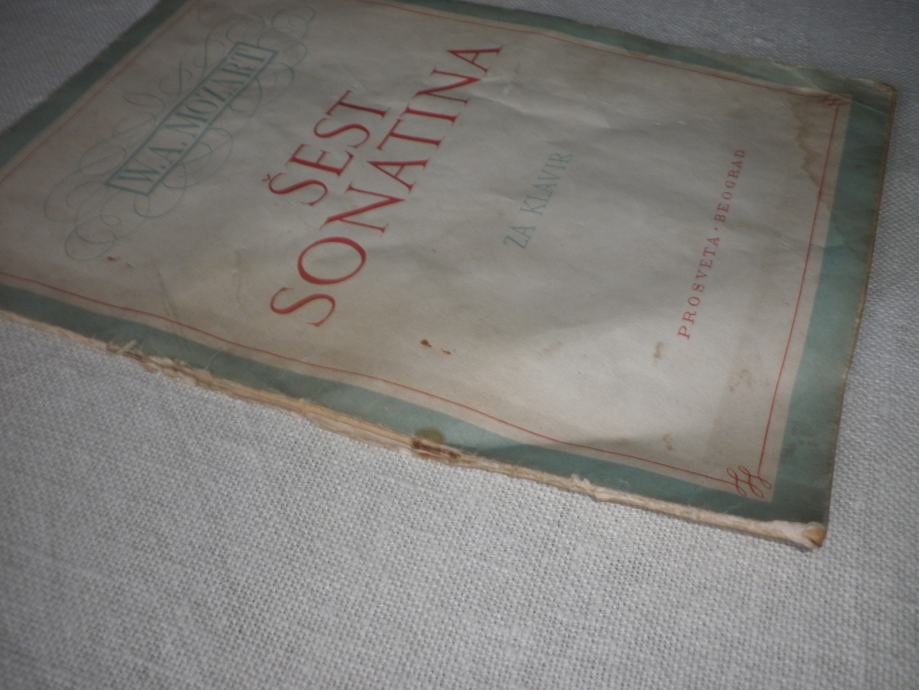 W. A. MOZART
ŠEST
SONATINA
ZA KLAVIR
PROSVETA · BEOGRAD